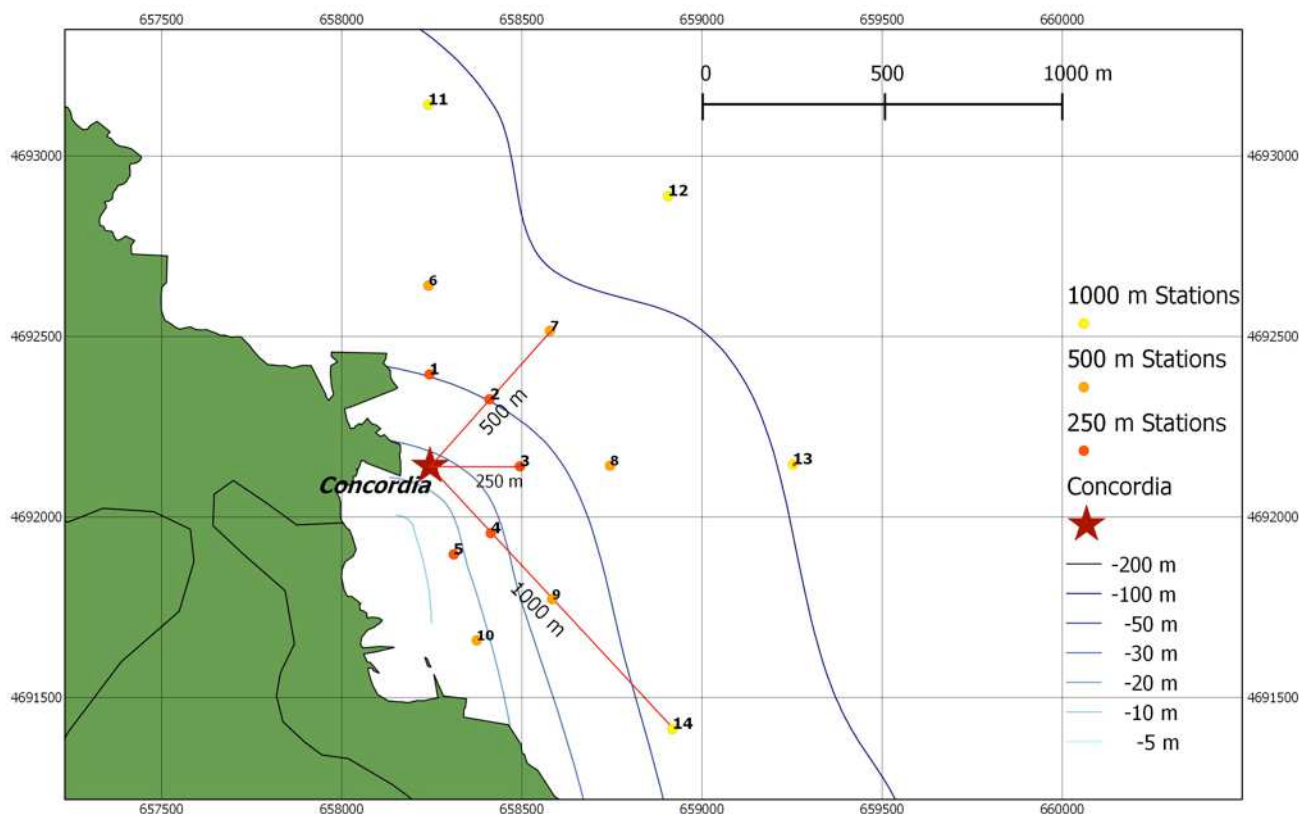 657500 658000 658500 659000 659500 660000
0 500 1000 m
11
4693000 4693000
12
6
1000 m Stations
7
4692500 4692500
500 m Stations
1
2
500 m
250 m Stations
3 8 13
250 m
Concordia
Concordia
4692000 4692000
4
5
-200 m
1000 m
9
-100 m
-50 m
10
-30 m
-20 m
4691500 4691500
14
-10 m
-5 m
657500 658000 658500 659000 659500 660000